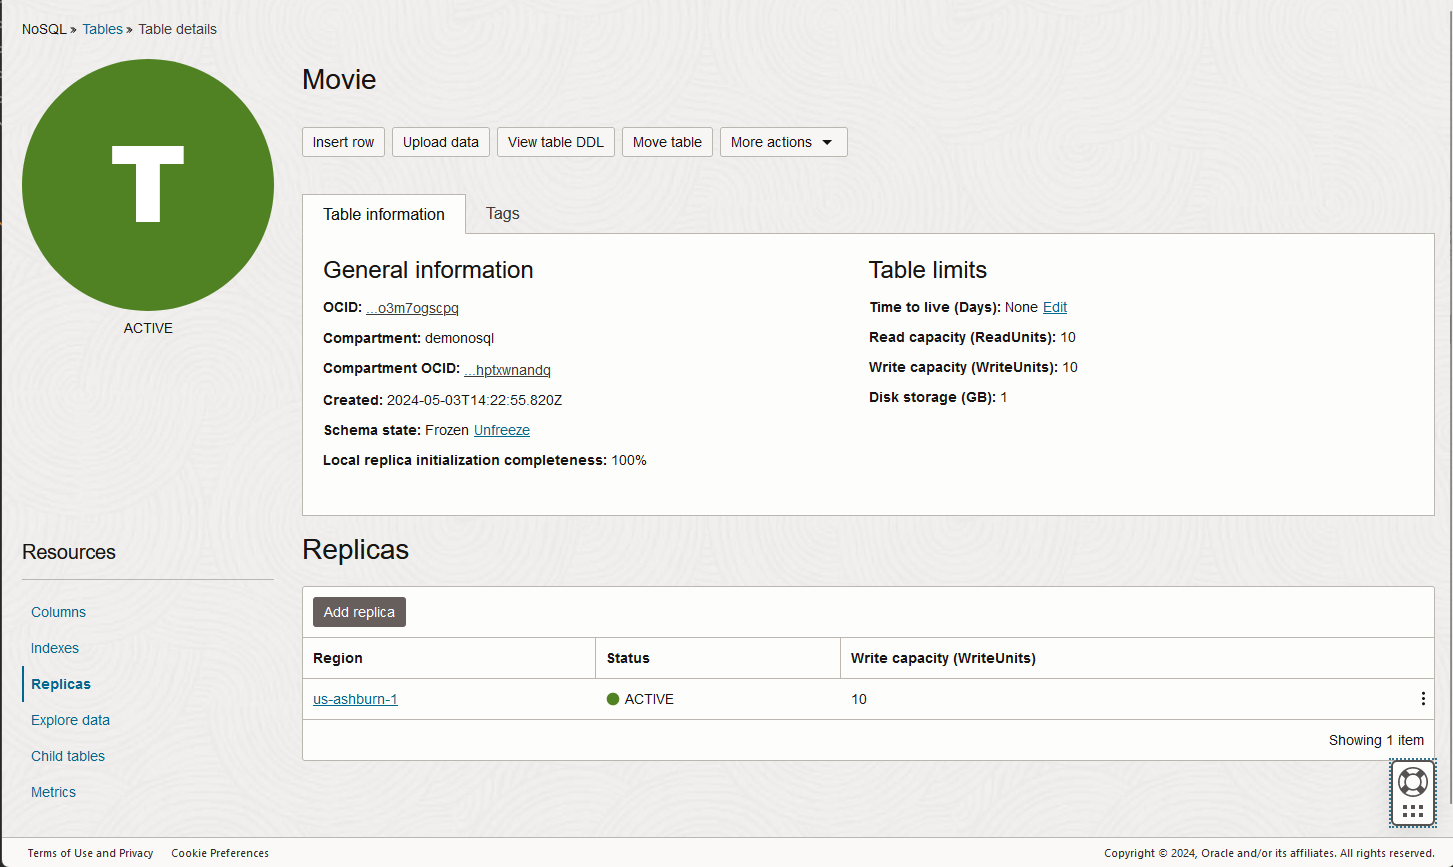 NoSQL » Tables » Table details
T
ACTIVE
Movie
Insert row Upload data View table DDL Move table More actions
Table information Tags
General information
OCID: ...o3m7ogscpq
Compartment: demonosql
Compartment OCID: ...hptxwnandq
Created: 2024-05-03T14:22:55.820Z
Schema state: Frozen Unfreeze
Local replica initialization completeness: 100%
Table limits
Time to live (Days): None Edit
Read capacity (ReadUnits): 10
Write capacity (WriteUnits): 10
Disk storage (GB): 1
Resources
Columns
Indexes
Replicas
Explore data
Child tables
Metrics
Replicas
Add replica
Region Status Write capacity (WriteUnits)
us-ashburn-1 ACTIVE 10
Showing 1 item
Terms of Use and Privacy Cookie Preferences
Copyright © 2024, Oracle and/or its affiliates. All rights reserved.